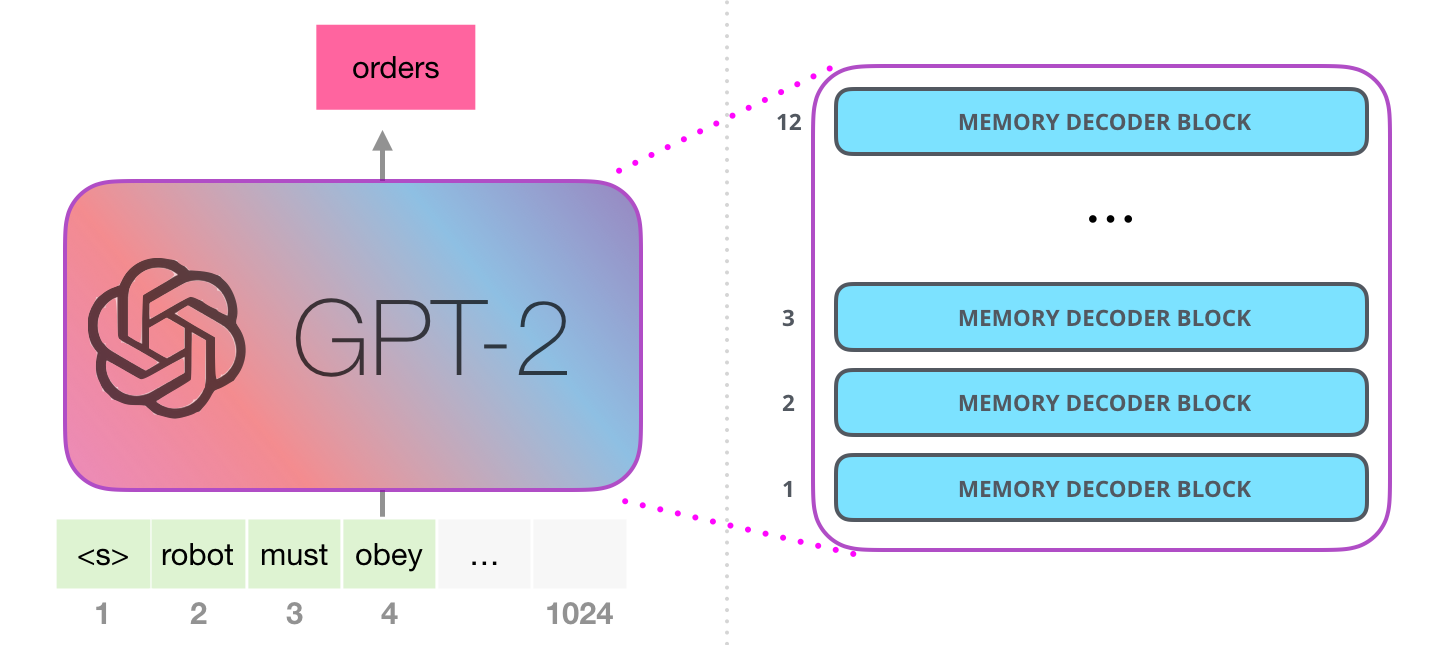 orders
GPT-2
<s> robot must obey ...
1 2 3 4 1024
12 MEMORY DECODER BLOCK
...
3 MEMORY DECODER BLOCK
2 MEMORY DECODER BLOCK
1 MEMORY DECODER BLOCK